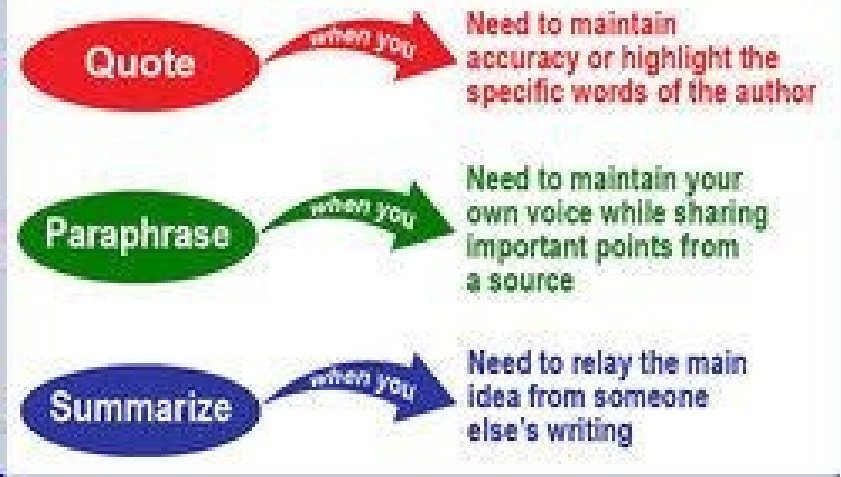 Quote
when you
Need to maintain
accuracy or highlight the
specific words of the author
Paraphrase
when you
Need to maintain your
own voice while sharing
important points from
a source
Summarize
when you
Need to relay the main
idea from someone
else's writing